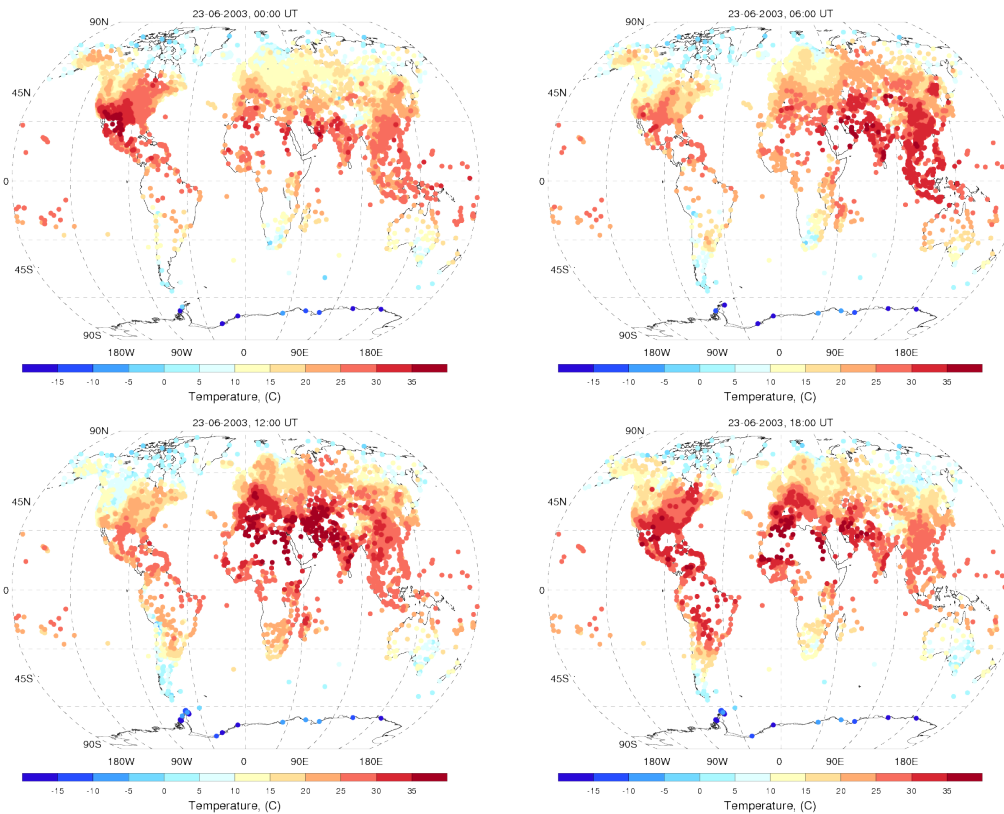 23-06-2003, 00:00 UT
90N
45N
0
45S
90S
180W 90W 0 90E 180E
-15 -10 -5 0 5 10 15 20 25 30 35
Temperature, (C)
23-06-2003, 06:00 UT
90N
45N
0
45S
90S
180W 90W 0 90E 180E
-15 -10 -5 0 5 10 15 20 25 30 35
Temperature, (C)
23-06-2003, 12:00 UT
90N
45N
0
45S
90S
180W 90W 0 90E 180E
-15 -10 -5 0 5 10 15 20 25 30 35
Temperature, (C)
23-06-2003, 18:00 UT
90N
45N
0
45S
90S
180W 90W 0 90E 180E
-15 -10 -5 0 5 10 15 20 25 30 35
Temperature, (C)